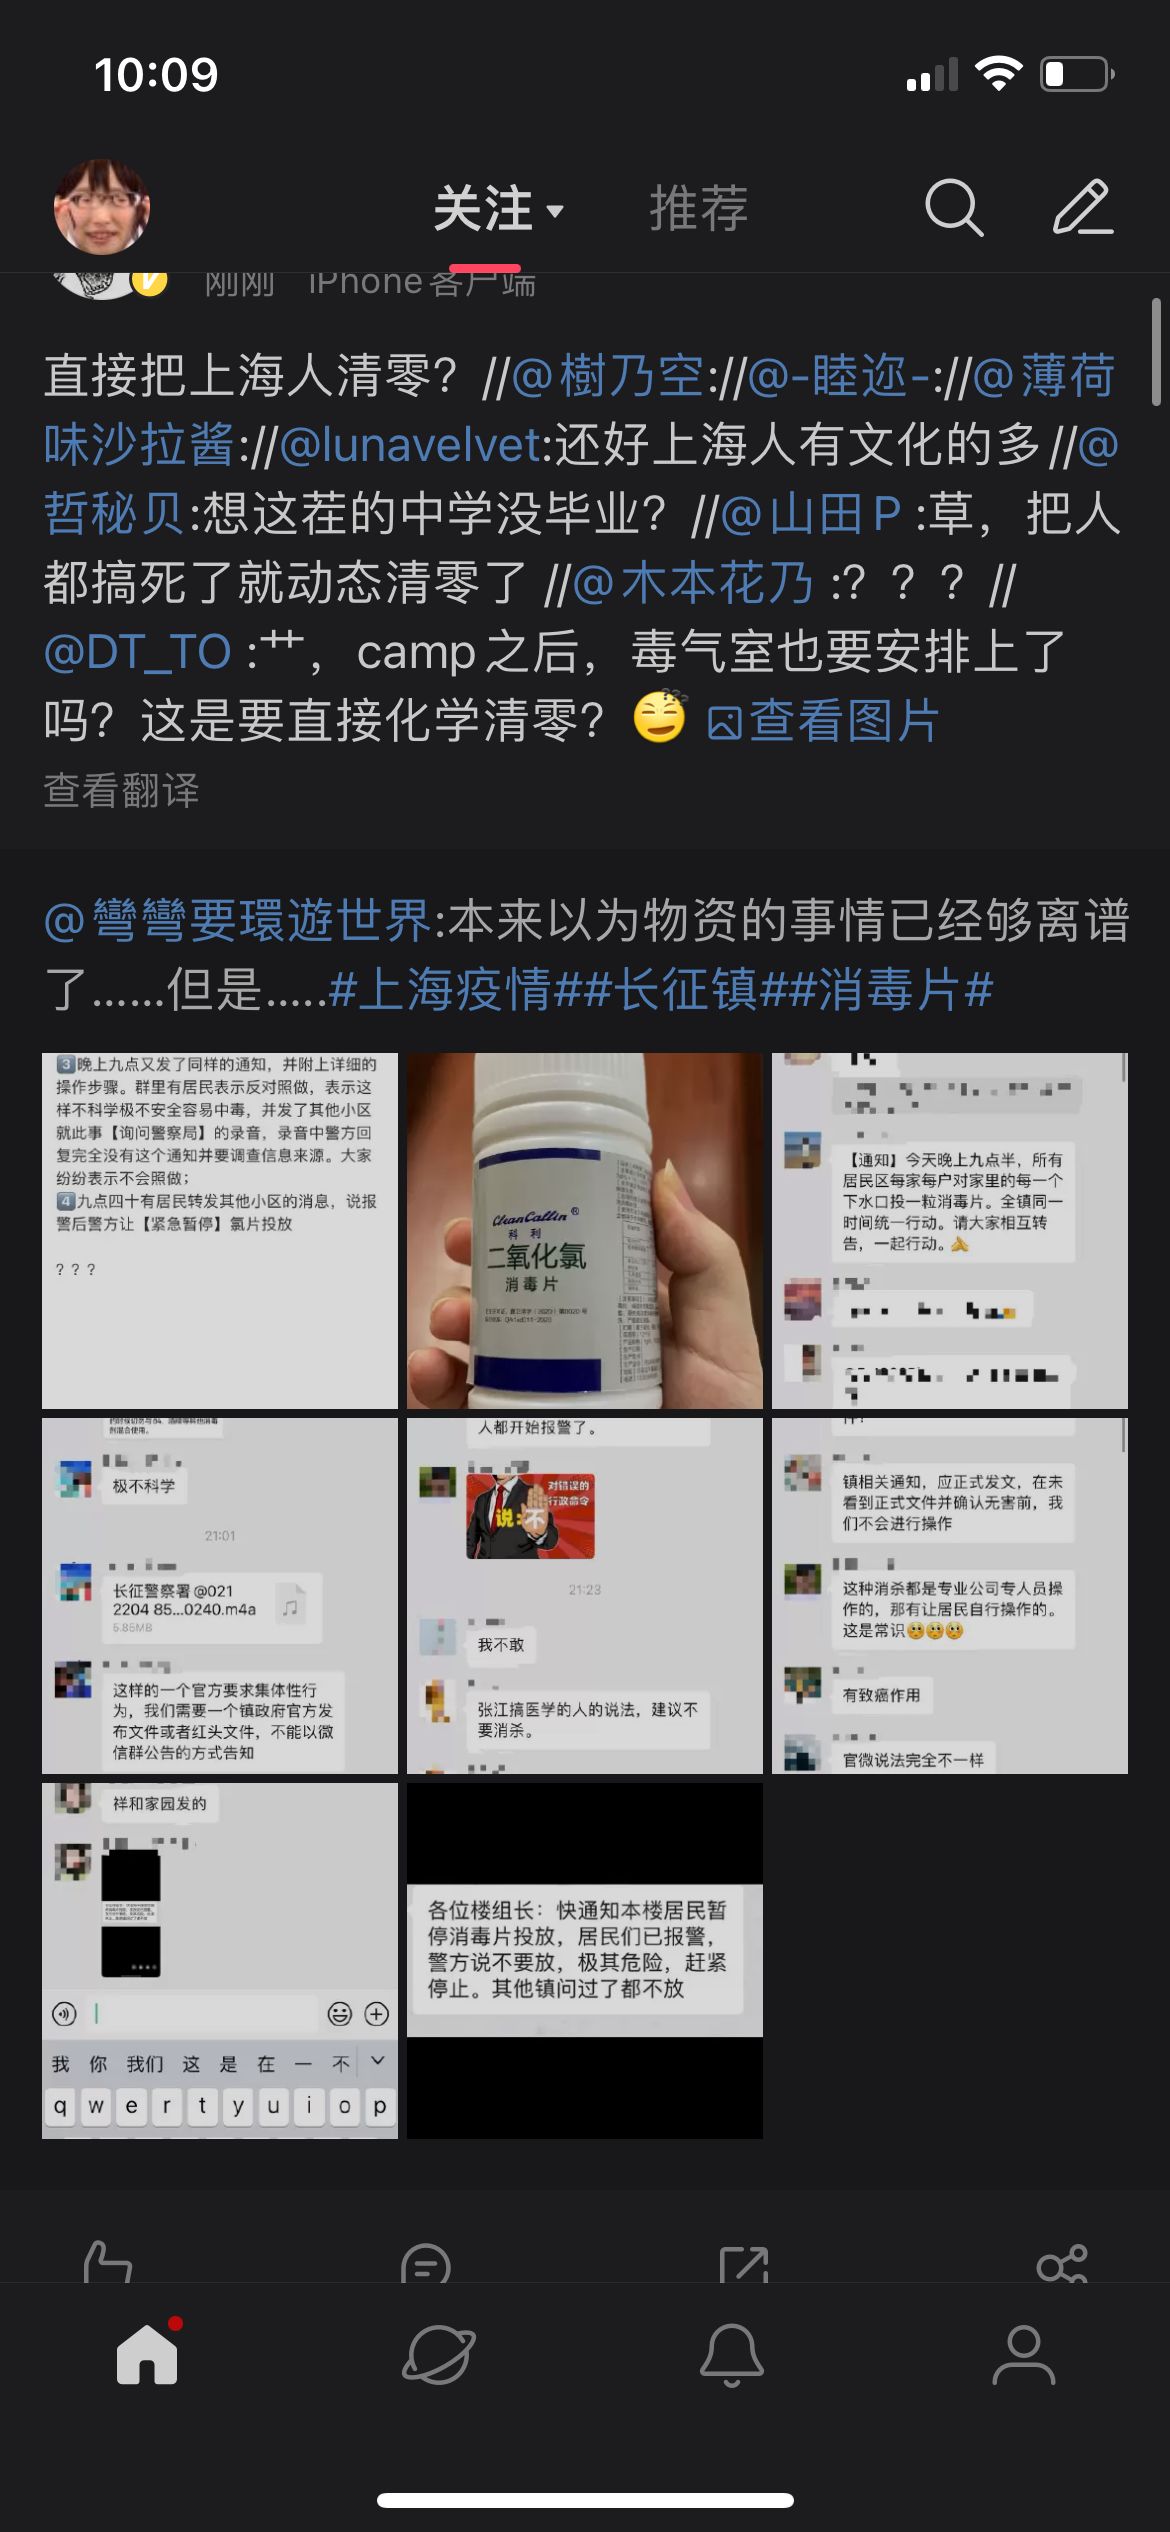 10:09
关注
推荐
刚刚 iPhone客户端
直接把上海人清零？//@樹乃空://@-睦迩-://@薄荷
味沙拉酱://@lunavelvet:还好上海人有文化的多//@
哲秘贝:想这茬的中学没毕业？//@山田P :草，把人
都搞死了就动态清零了 //@木本花乃 :？？？//
@DT_TO :艹，camp之后，毒气室也要安排上了
吗？这是要直接化学清零？查看图片
查看翻译
@彎彎要環遊世界:本来以为物资的事情已经够离谱
了……但是…..#上海疫情##长征镇##消毒片#
3晚上九点又发了同样的通知，并附上详细的
操作步骤。群里有居民表示反对照做，表示这
样不科学极不安全容易中毒，并发了其他小区
就此事【询问警察局】的录音，录音中警方回
复完全没有这个通知并要调查信息来源。大家
纷纷表示不会照做；
4九点四十有居民转发其他小区的消息，说报
警后警方让【紧急暂停】氯片投放
？？？
CleanCallin®
科利
二氧化氯
消毒片
【通知】今天晚上九点半，所有
居民区每家每户对家里的每一个
下水口投一粒消毒片。全镇同一
时间统一行动。请大家相互转
告，一起行动。
剂混合使用。
极不科学
21:01
长征警察署@021
2204 85...0240.m4a
5.85MB
这样的一个官方要求集体性行
为，我们需要一个镇政府官方发
布文件或者红头文件，不能以微
信群公告的方式告知
人都开始报警了。
对错误的
行政命令
说:不
21:23
我不敢
张江搞医学的人的说法，建议不
要消杀。
镇相关通知，应正式发文，在未
看到正式文件并确认无害前，我
们不会进行操作
这种消杀都是专业公司专人员操
作的，那有让居民自行操作的。
这是常识
有致癌作用
官微说法完全不一样
祥和家园发的
我 你 我们 这 是 在 一 不
q w e r t y u i o p
各位楼组长：快通知本楼居民暂
停消毒片投放，居民们已报警，
警方说不要放，极其危险，赶紧
停止。其他镇问过了都不放